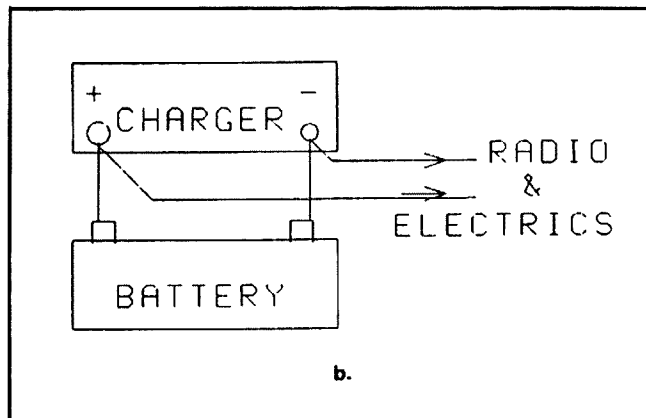 + -
CHARGER
RADIO
&
ELECTRICS
BATTERY
b.